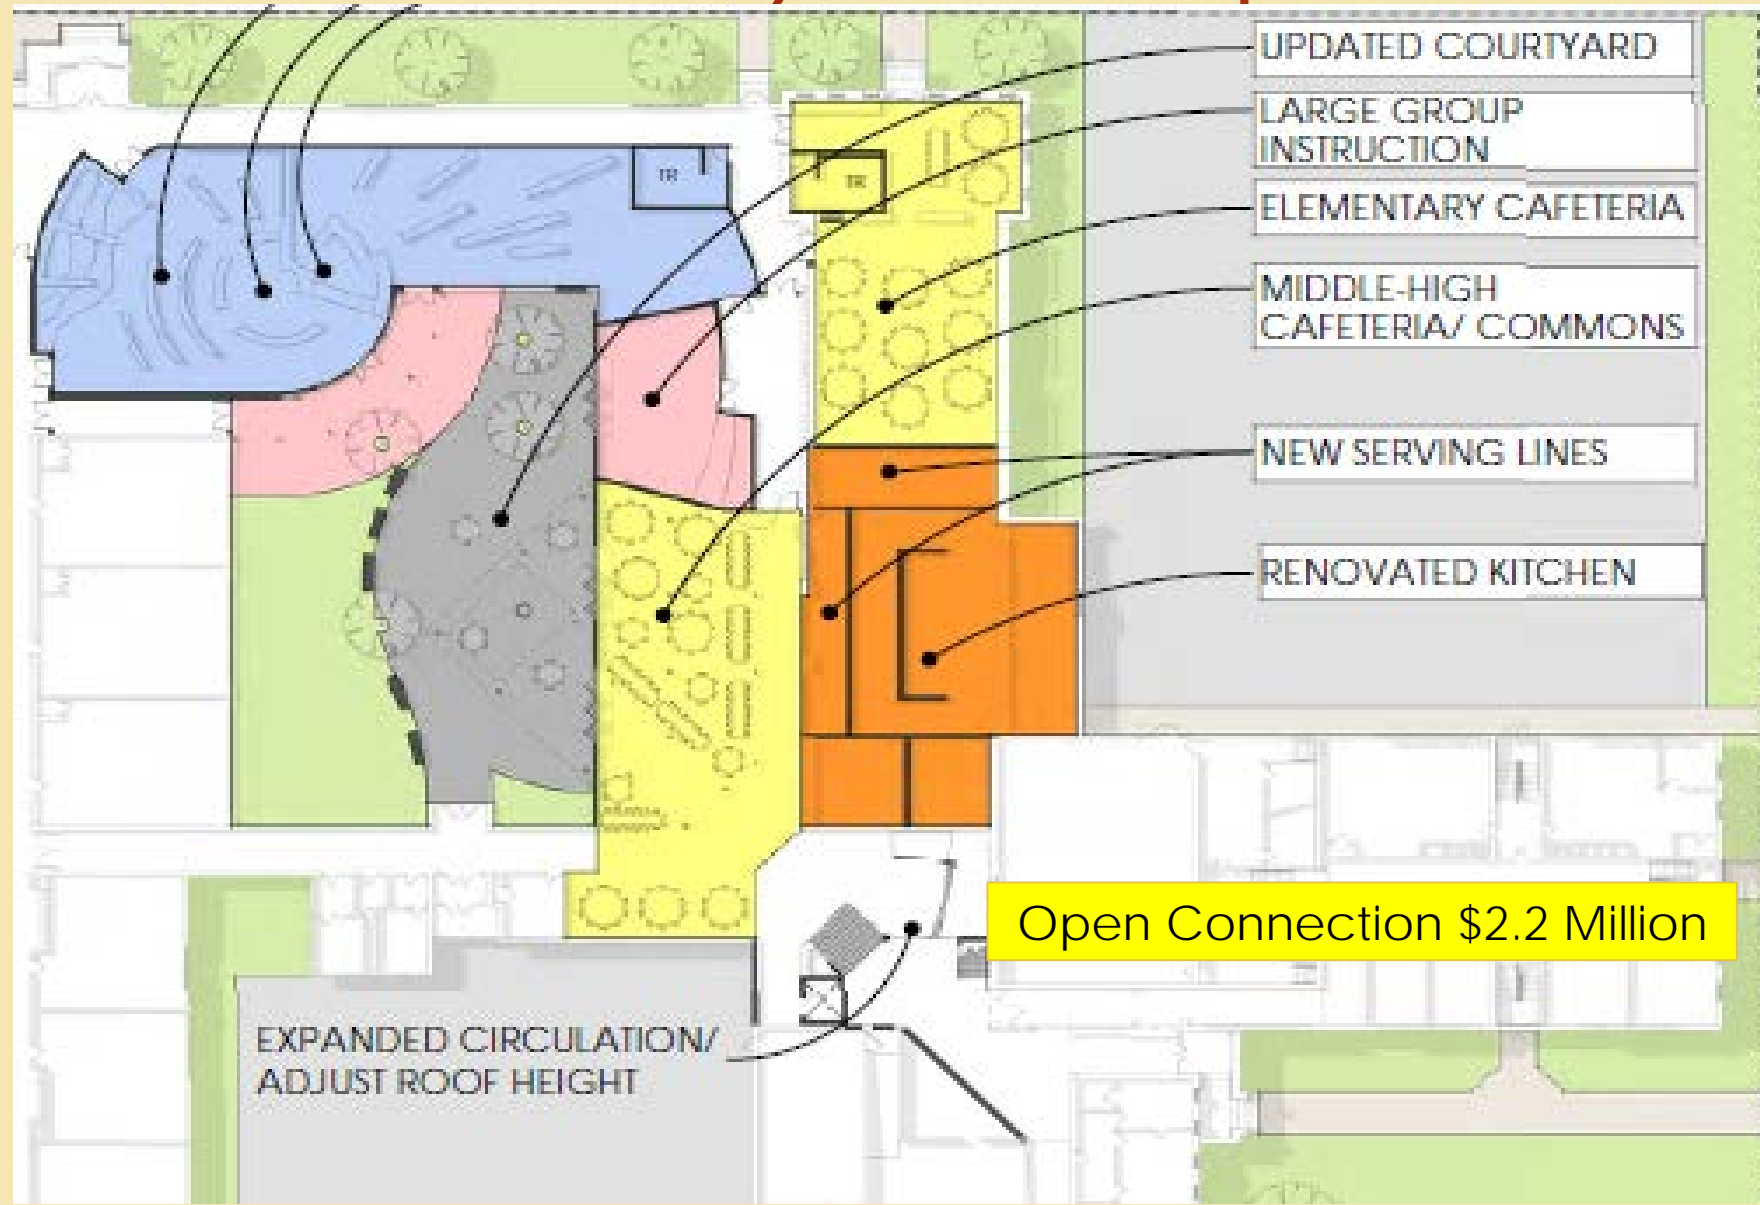 UPDATED COURTYARD
LARGE GROUP
INSTRUCTION
ELEMENTARY CAFETERIA
MIDDLE-HIGH
CAFETERIA/ COMMONS
NEW SERVING LINES
RENOVATED KITCHEN
TR
TR
Open Connection $2.2 Million
EXPANDED CIRCULATION/
ADJUST ROOF HEIGHT